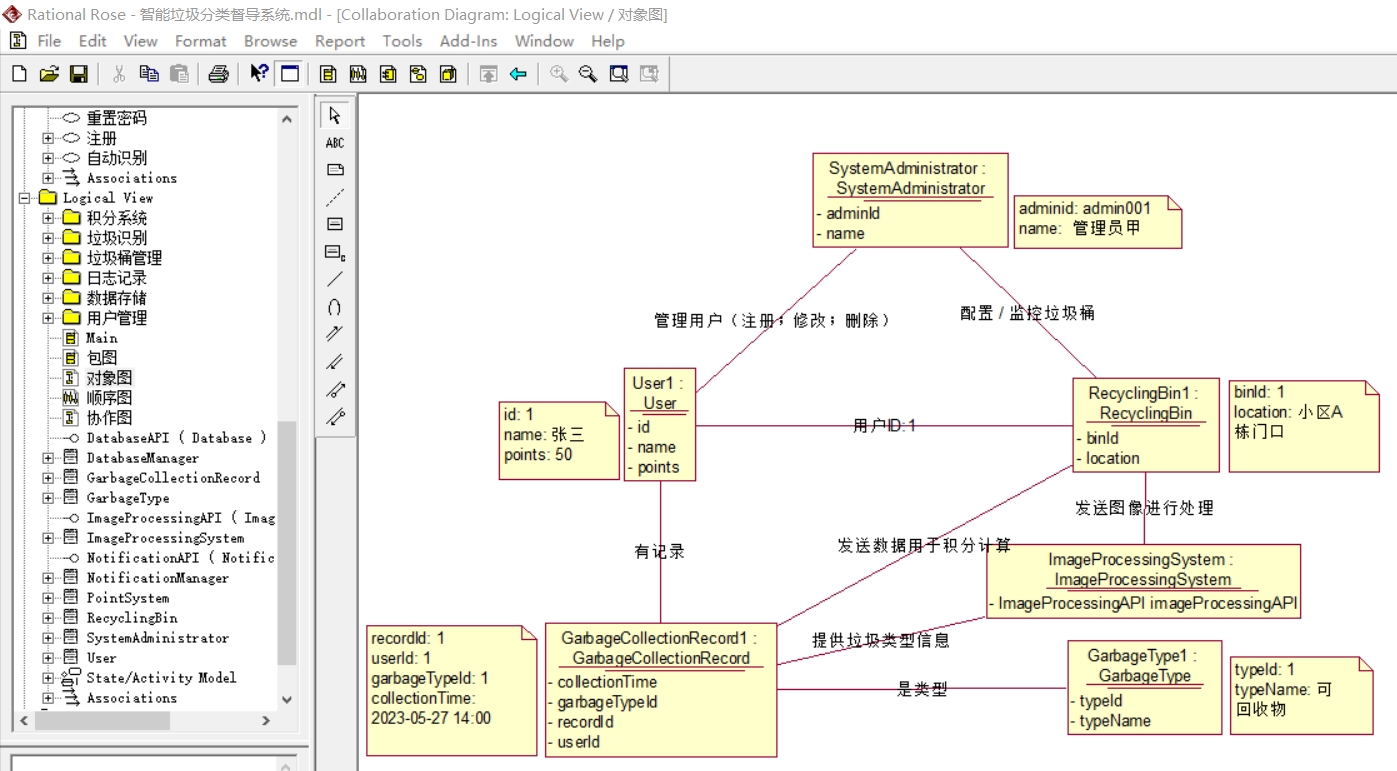 Rational Rose - 智能垃圾分类督导系统.mdl - [Collaboration Diagram: Logical View / 对象图]
File Edit View Format Browse Report Tools Add-Ins Window Help
重置密码
注册
自动识别
Associations
Logical View
积分系统
垃圾识别
垃圾桶管理
日志记录
数据存储
用户管理
Main
包图
对象图
顺序图
协作图
DatabaseAPI ( Database )
DatabaseManager
GarbageCollectionRecord
GarbageType
ImageProcessingAPI ( Imag
ImageProcessingSystem
NotificationAPI ( Notific
NotificationManager
PointSystem
RecyclingBin
SystemAdministrator
User
State/Activity Model
Associations
ABC
SystemAdministrator :
SystemAdministrator
- adminId
- name
adminid: admin001
name: 管理员甲
管理用户（注册；修改；删除）
配置 / 监控垃圾桶
id: 1
name: 张三
points: 50
User1 :
User
- id
- name
- points
用户ID:1
RecyclingBin1 :
RecyclingBin
- binId
- location
binId: 1
location: 小区A
栋门口
有记录
发送数据用于积分计算
发送图像进行处理
ImageProcessingSystem :
ImageProcessingSystem
- ImageProcessingAPI imageProcessingAPI
recordId: 1
userId: 1
garbageTypeId: 1
collectionTime:
2023-05-27 14:00
GarbageCollectionRecord1 :
GarbageCollectionRecord
- collectionTime
- garbageTypeId
- recordId
- userId
提供垃圾类型信息
是类型
GarbageType1 :
GarbageType
- typeId
- typeName
typeId: 1
typeName: 可
回收物